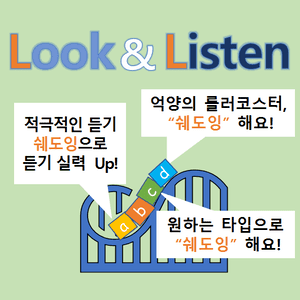 Look & Listen
억양의 롤러코스터,
“쉐도잉” 해요!
적극적인 듣기
쉐도잉으로
듣기 실력 Up!
a b c d
원하는 타입으로
“쉐도잉” 해요!